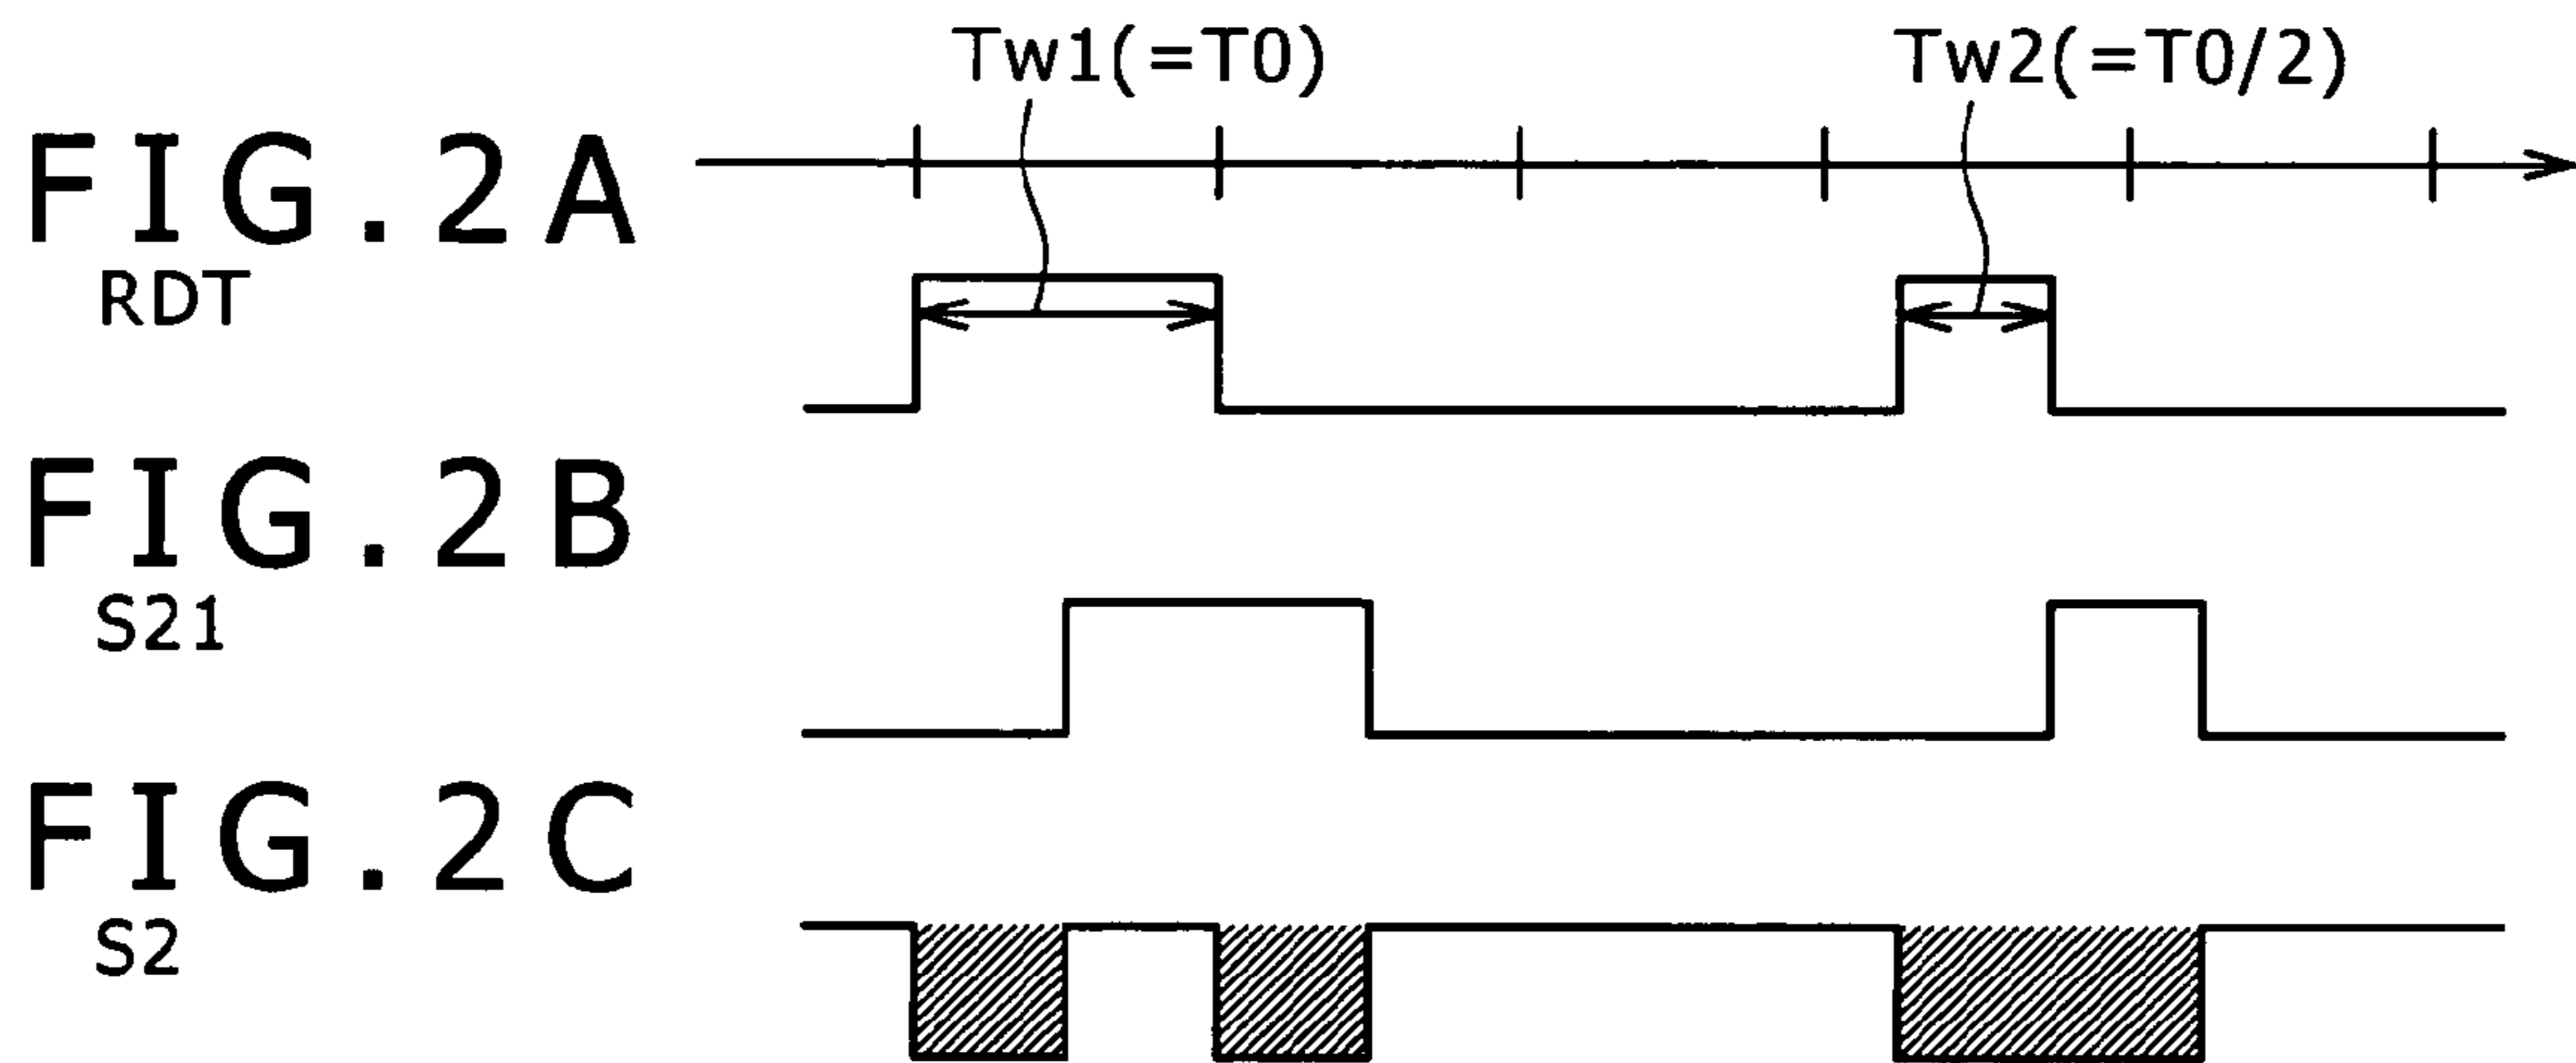 Tw1(=T0) Tw2(=T0/2)
FIG.2A
RDT
FIG.2B
S21
FIG.2C
S2